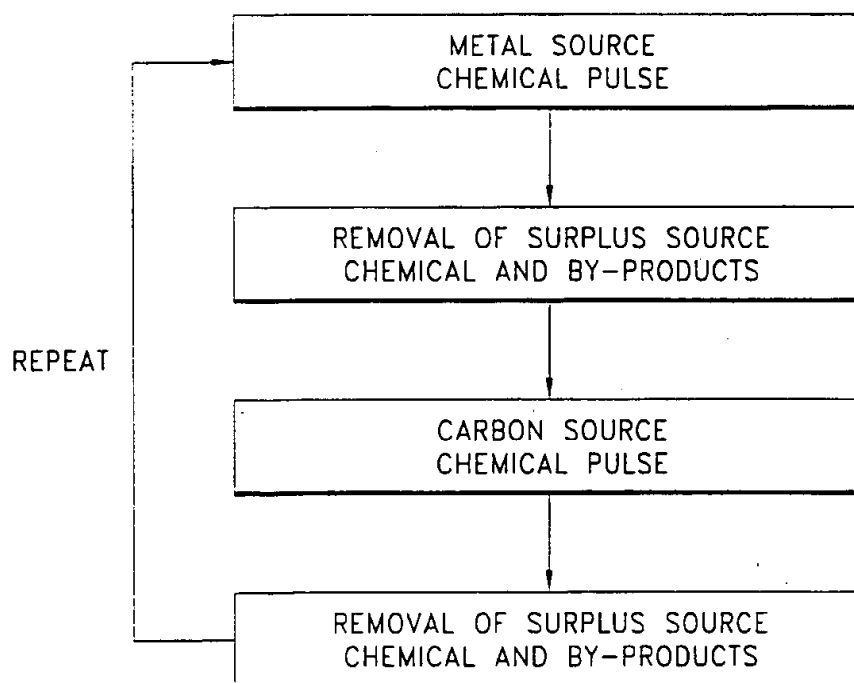 METAL SOURCE
CHEMICAL PULSE
REMOVAL OF SURPLUS SOURCE
CHEMICAL AND BY-PRODUCTS
REPEAT
CARBON SOURCE
CHEMICAL PULSE
REMOVAL OF SURPLUS SOURCE
CHEMICAL AND BY-PRODUCTS